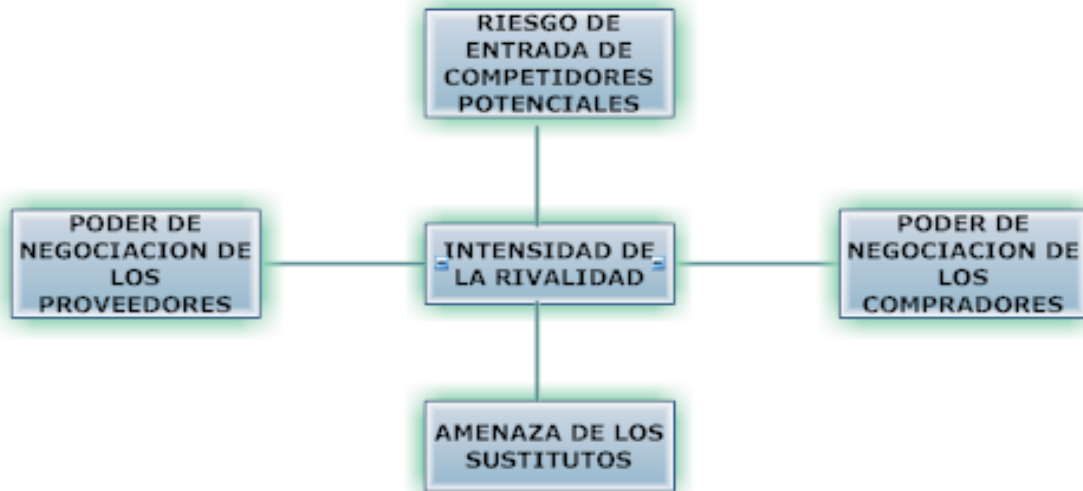 RIESGO DE
ENTRADA DE
COMPETIDORES
POTENCIALES
PODER DE
NEGOCIACION DE
LOS
PROVEEDORES
INTENSIDAD DE
LA RIVALIDAD
PODER DE
NEGOCIACION DE
LOS
COMPRADORES
AMENAZA DE LOS
SUSTITUTOS